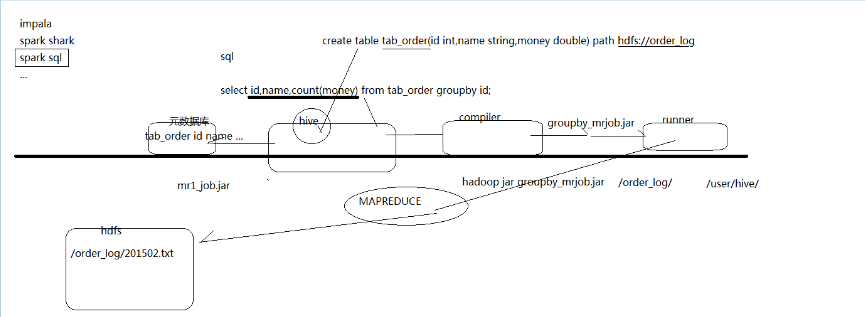 impala
spark shark
spark sql
...
create table tab_order(id int,name string,money double) path hdfs://order_log
sql
select id,name,count(money) from tab_order groupby id;
元数据库
tab_order id name ...
hive
compiler
groupby_mrjob.jar
runner
mr1_job.jar
hadoop jar groupby_mrjob.jar /order_log/ /user/hive/
MAPREDUCE
hdfs
/order_log/201502.txt